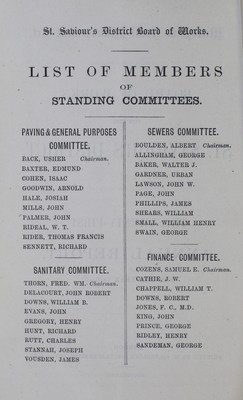 St. Saviour's District Board of Works.
LIST OF MEMBERS
OF
STANDING COMMITTEES.
PAVING & GENERAL PURPOSES
COMMITTEE.
BACK, USHER Chairman.
BAXTER, EDMUND
COHEN, ISAAC
GOODWIN, ARNOLD
HALE, JOSIAH
MILLS, JOHN
PALMER, JOHN
RIDEAL, W. T.
RIDER, THOMAS FRANCIS
SENNETT, RICHARD
SANITARY COMMITTEE.
THORN, FRED. WM. Chairman.
DELACOURT, JOHN ROBERT
DOWNS, WILLIAM B.
EVANS, JOHN
GREGORY, HENRY
HUNT, RICHARD
RUTT, CHARLES
STANNAH, JOSEPH
VOUSDEN, JAMES
SEWERS COMMITTEE.
BOULDEN, ALBERT Chairman.
ALLINGHAM, GEORGE
BAKER, WALTER J.
GARDNER, URBAN
LAWSON, JOHN W.
PAGE, JOHN
PHILLIPS, JAMES
SHEARS, WILLIAM
SMALL, WILLIAM HENRY
SWAIN, GEORGE
FINANCE COMMITTEE.
COZENS, SAMUEL E. Chairman.
CATHIE, J. W.
CHAPPELL, WILLIAM T.
DOWNS, ROBERT
JONES, F. C., M.D.
KING, JOHN
PRINCE, GEORGE
RIDLEY, HENRY
SANDEMAN, GEORGE